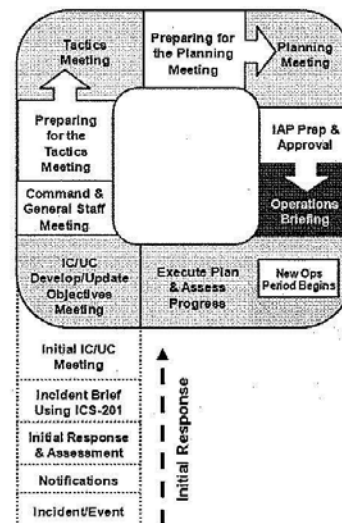 Tactics
Meeting
Preparing for
the Planning
Meeting
Planning
Meeting
Preparing
for the
Tactics
Meeting
IAP Prep &
Approval
Command &
General Staff
Meeting
Operations
Briefing
IC/UC
Develop/Update
Objectives
Meeting
Execute Plan
& Assess
Progress
New Ops
Period Begins
Initial IC/UC
Meeting
Incident Brief
Using ICS-201
Initial Response
& Assessment
Notifications
Incident/Event
Initial Response